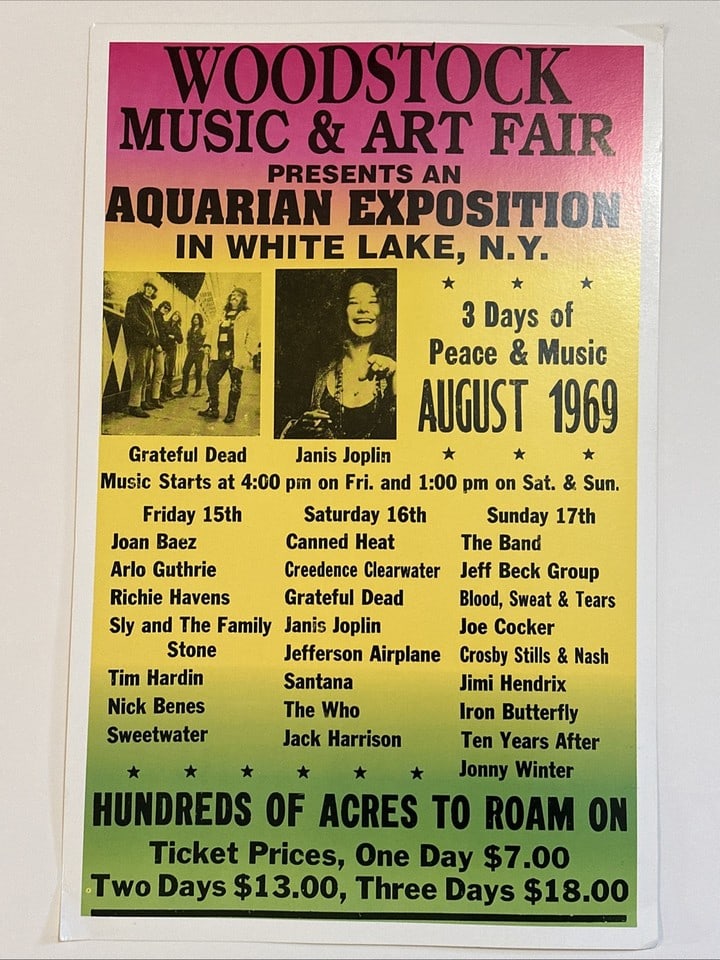 WOODSTOCK
MUSIC & ART FAIR
PRESENTS AN
AQUARIAN EXPOSITION
IN WHITE LAKE, N.Y.
3 Days of
Peace & Music
AUGUST 1969
Grateful Dead
Janis Joplin
Music Starts at 4:00 pm on Fri. and 1:00 pm on Sat. & Sun.
Friday 15th
Joan Baez
Arlo Guthrie
Richie Havens
Sly and The Family
Stone
Tim Hardin
Nick Benes
Sweetwater
Saturday 16th
Canned Heat
Creedence Clearwater
Grateful Dead
Janis Joplin
Jefferson Airplane
Santana
The Who
Jack Harrison
Sunday 17th
The Band
Jeff Beck Group
Blood, Sweat & Tears
Joe Cocker
Crosby Stills & Nash
Jimi Hendrix
Iron Butterfly
Ten Years After
Jonny Winter
HUNDREDS OF ACRES TO ROAM ON
Ticket Prices, One Day $7.00
Two Days $13.00, Three Days $18.00